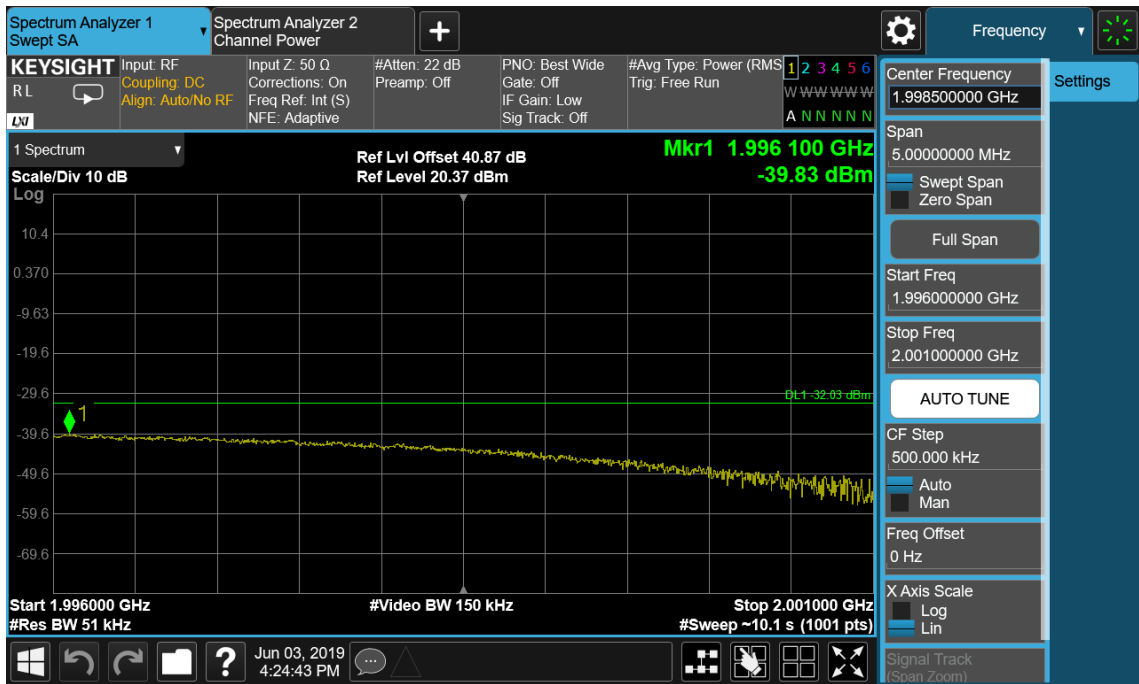 Spectrum Analyzer 1
Swept SA
Spectrum Analyzer 2
Channel Power
Frequency
KEYSIGHT
R L
LXI
Input: RF
Coupling: DC
Align: Auto/No RF
Input Z: 50 Ω
Corrections: On
Freq Ref: Int (S)
NFE: Adaptive
#Atten: 22 dB
Preamp: Off
PNO: Best Wide
Gate: Off
IF Gain: Low
Sig Track: Off
#Avg Type: Power (RMS
Trig: Free Run
1 2 3 4 5 6
W W W W W W
A N N N N N
1 Spectrum
Scale/Div 10 dB
Ref Lvl Offset 40.87 dB
Ref Level 20.37 dBm
Mkr1 1.996 100 GHz
-39.83 dBm
Log
10.4
0.370
-9.63
-19.6
-29.6
-39.6
-49.6
-59.6
-69.6
DL1 -32.03 dBm
1
Start 1.996000 GHz
#Res BW 51 kHz
#Video BW 150 kHz
Stop 2.001000 GHz
#Sweep ~10.1 s (1001 pts)
Jun 03, 2019
4:24:43 PM
?
Center Frequency
1.998500000 GHz
Settings
Span
5.00000000 MHz
Swept Span
Zero Span
Full Span
Start Freq
1.996000000 GHz
Stop Freq
2.001000000 GHz
AUTO TUNE
CF Step
500.000 kHz
Auto
Man
Freq Offset
0 Hz
X Axis Scale
Log
Lin
Signal Track
(Span Zoom)